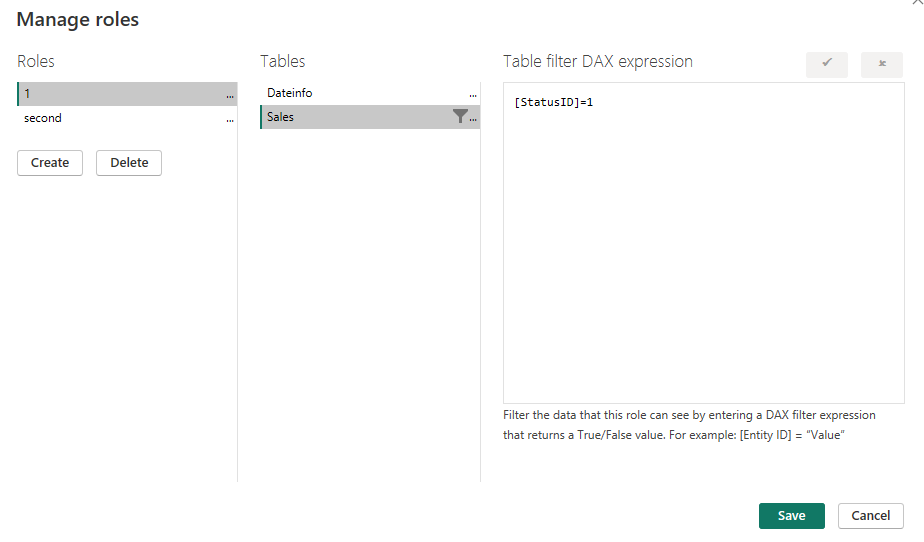 Manage roles
Roles
Tables
Table filter DAX expression
1
...
second
...
Create
Delete
Dateinfo
...
Sales
...
[StatusID]=1
Filter the data that this role can see by entering a DAX filter expression
that returns a True/False value. For example: [Entity ID] = “Value”
Save
Cancel